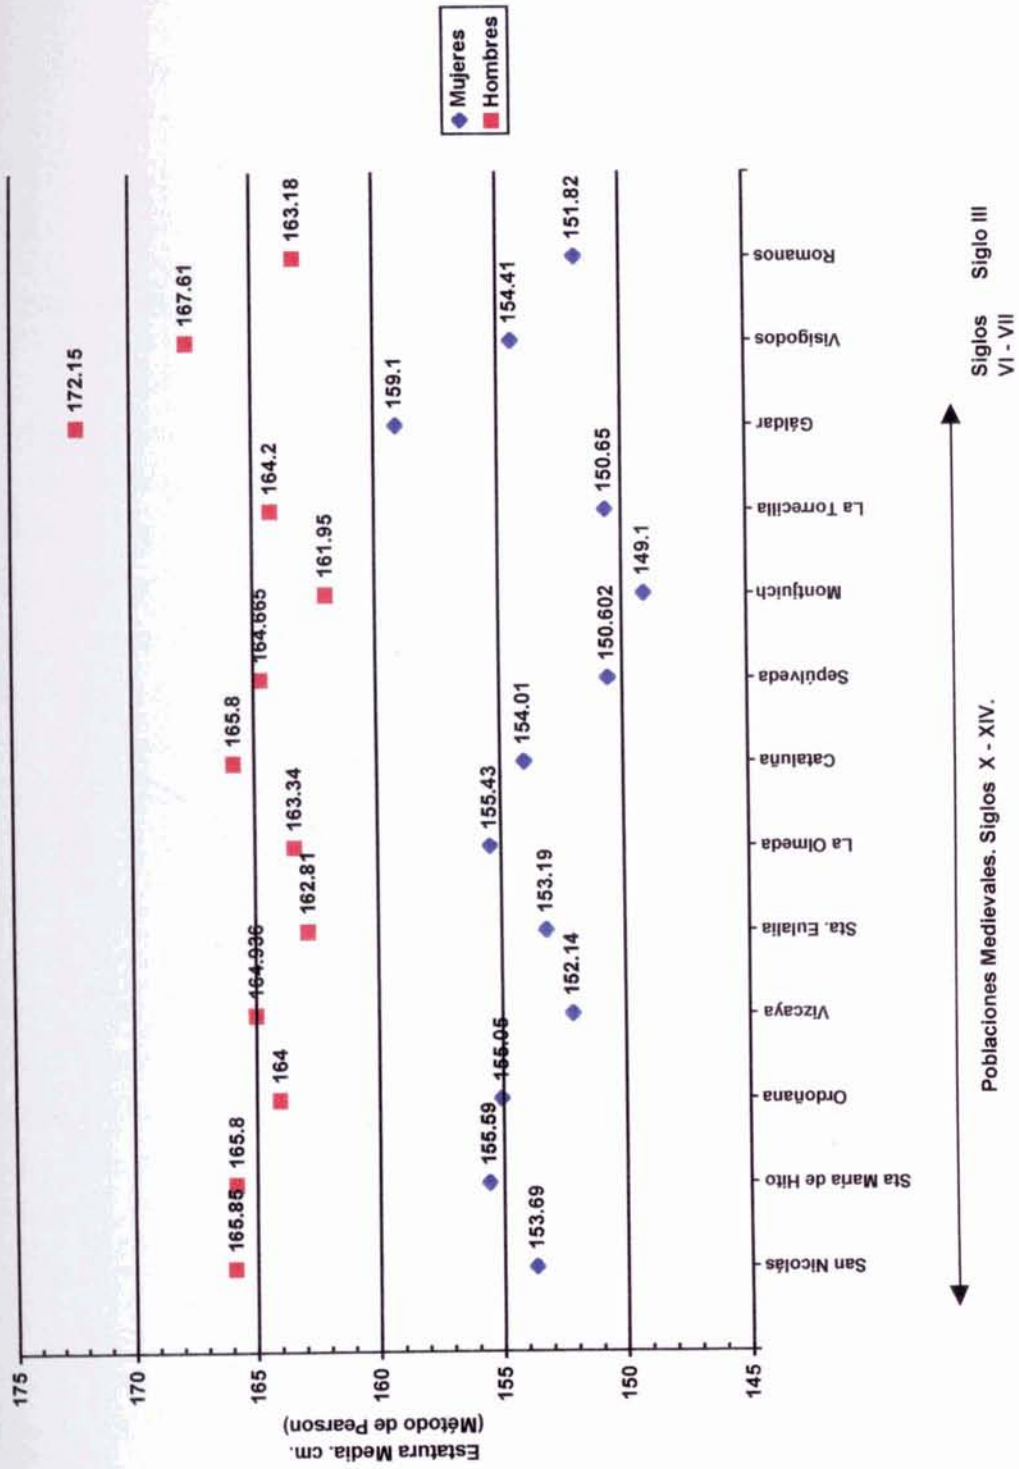 175
170
165
160
155
150
145
Estatura Media. cm.
(Método de Pearson)
165.85
165.8
164
164.936
162.81
163.34
165.8
164.665
161.95
164.2
172.15
167.61
163.18
153.69
155.59
155.05
152.14
153.19
155.43
154.01
150.602
149.1
150.65
159.1
154.41
151.82
Mujeres
Hombres
San Nicolás
Sta María de Hito
Ordoñana
Vizcaya
Sta. Eulalia
La Olmeda
Cataluña
Sepúlveda
Montjuich
La Torrecilla
Gáldar
Visigodos
Romanos
Poblaciones Medievales. Siglos X - XIV.
Siglos
VI - VII
Siglo III